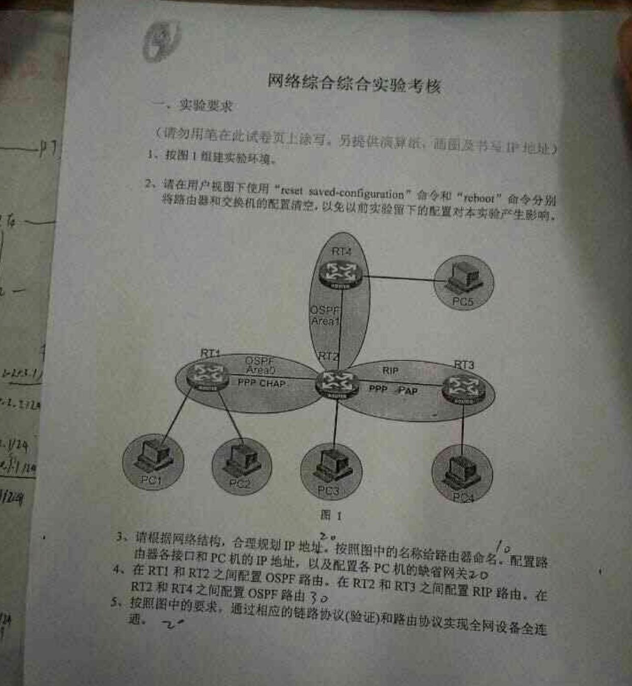 网络综合综合实验考核
一、实验要求
(请勿用笔在此试卷页上涂写。另提供演算纸、画图及书写 IP 地址)
1、按图1组建实验环境。
2、请在用户视图下使用“reset saved-configuration”命令和“reboot”命令分别
将路由器和交换机的配置清空，以免以前实验留下的配置对本实验产生影响。
RT4
ROUTER
PC5
OSPF
Area1
RT1
OSPF
Area0
RT2
RIP
RT3
ROUTER
PPP CHAP
ROUTER
PPP PAP
ROUTER
PC1
PC2
PC3
PC4
图 1
20
3、请根据网络结构，合理规划 IP 地址。按照图中的名称给路由器命名。配置路
10
由器各接口和 PC 机的 IP 地址，以及配置各 PC 机的缺省网关 20
4、在 RT1 和 RT2 之间配置 OSPF 路由。在 RT2 和 RT3 之间配置 RIP 路由。在
RT2 和 RT4 之间配置 OSPF 路由 30
5、按照图中的要求，通过相应的链路协议(验证)和路由协议实现全网设备全连
通。 20